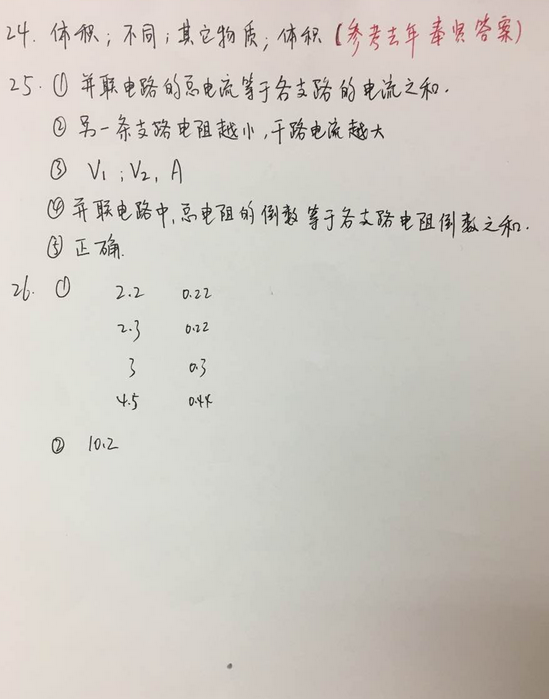 24. 体积；不同；其它物质；体积（参考去年奉贤答案）
25. ① 并联电路的总电流等于各支路的电流之和.
② 另一条支路电阻越小，干路电流越大
③ V1；V2，A
④ 并联电路中，总电阻的倒数等于各支路电阻倒数之和.
⑤ 正确.
26. ① 2.2 0.22
2.3 0.22
3 0.3
4.5 0.44
② 10.2